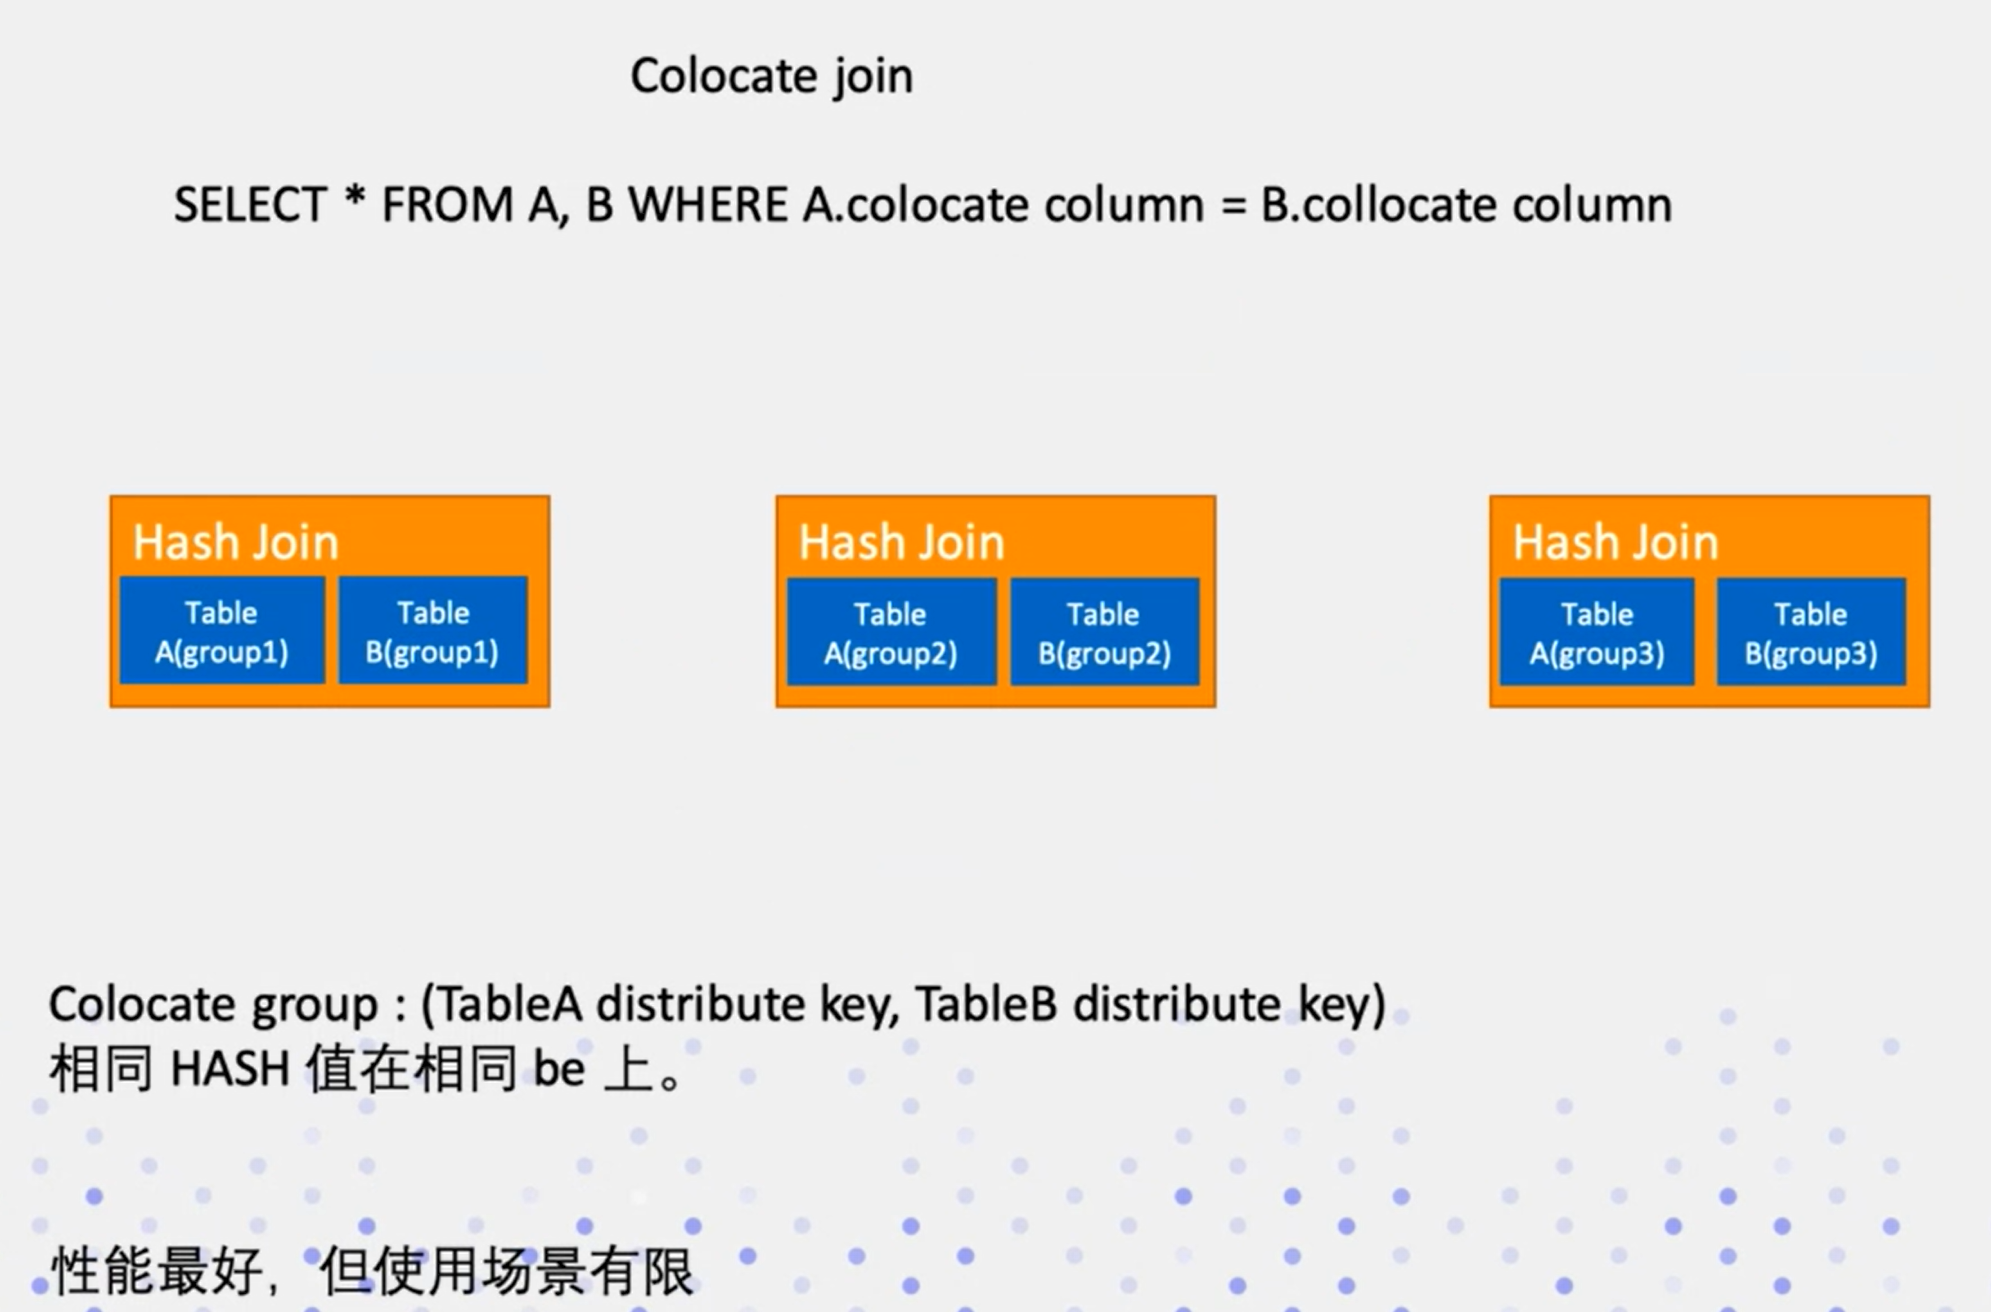 Colocate join
SELECT * FROM A, B WHERE A.colocate column = B.collocate column
Hash Join
Table
A(group1)
Table
B(group1)
Hash Join
Table
A(group2)
Table
B(group2)
Hash Join
Table
A(group3)
Table
B(group3)
Colocate group : (TableA distribute key, TableB distribute key)
相同 HASH 值在相同 be 上。
性能最好，但使用场景有限